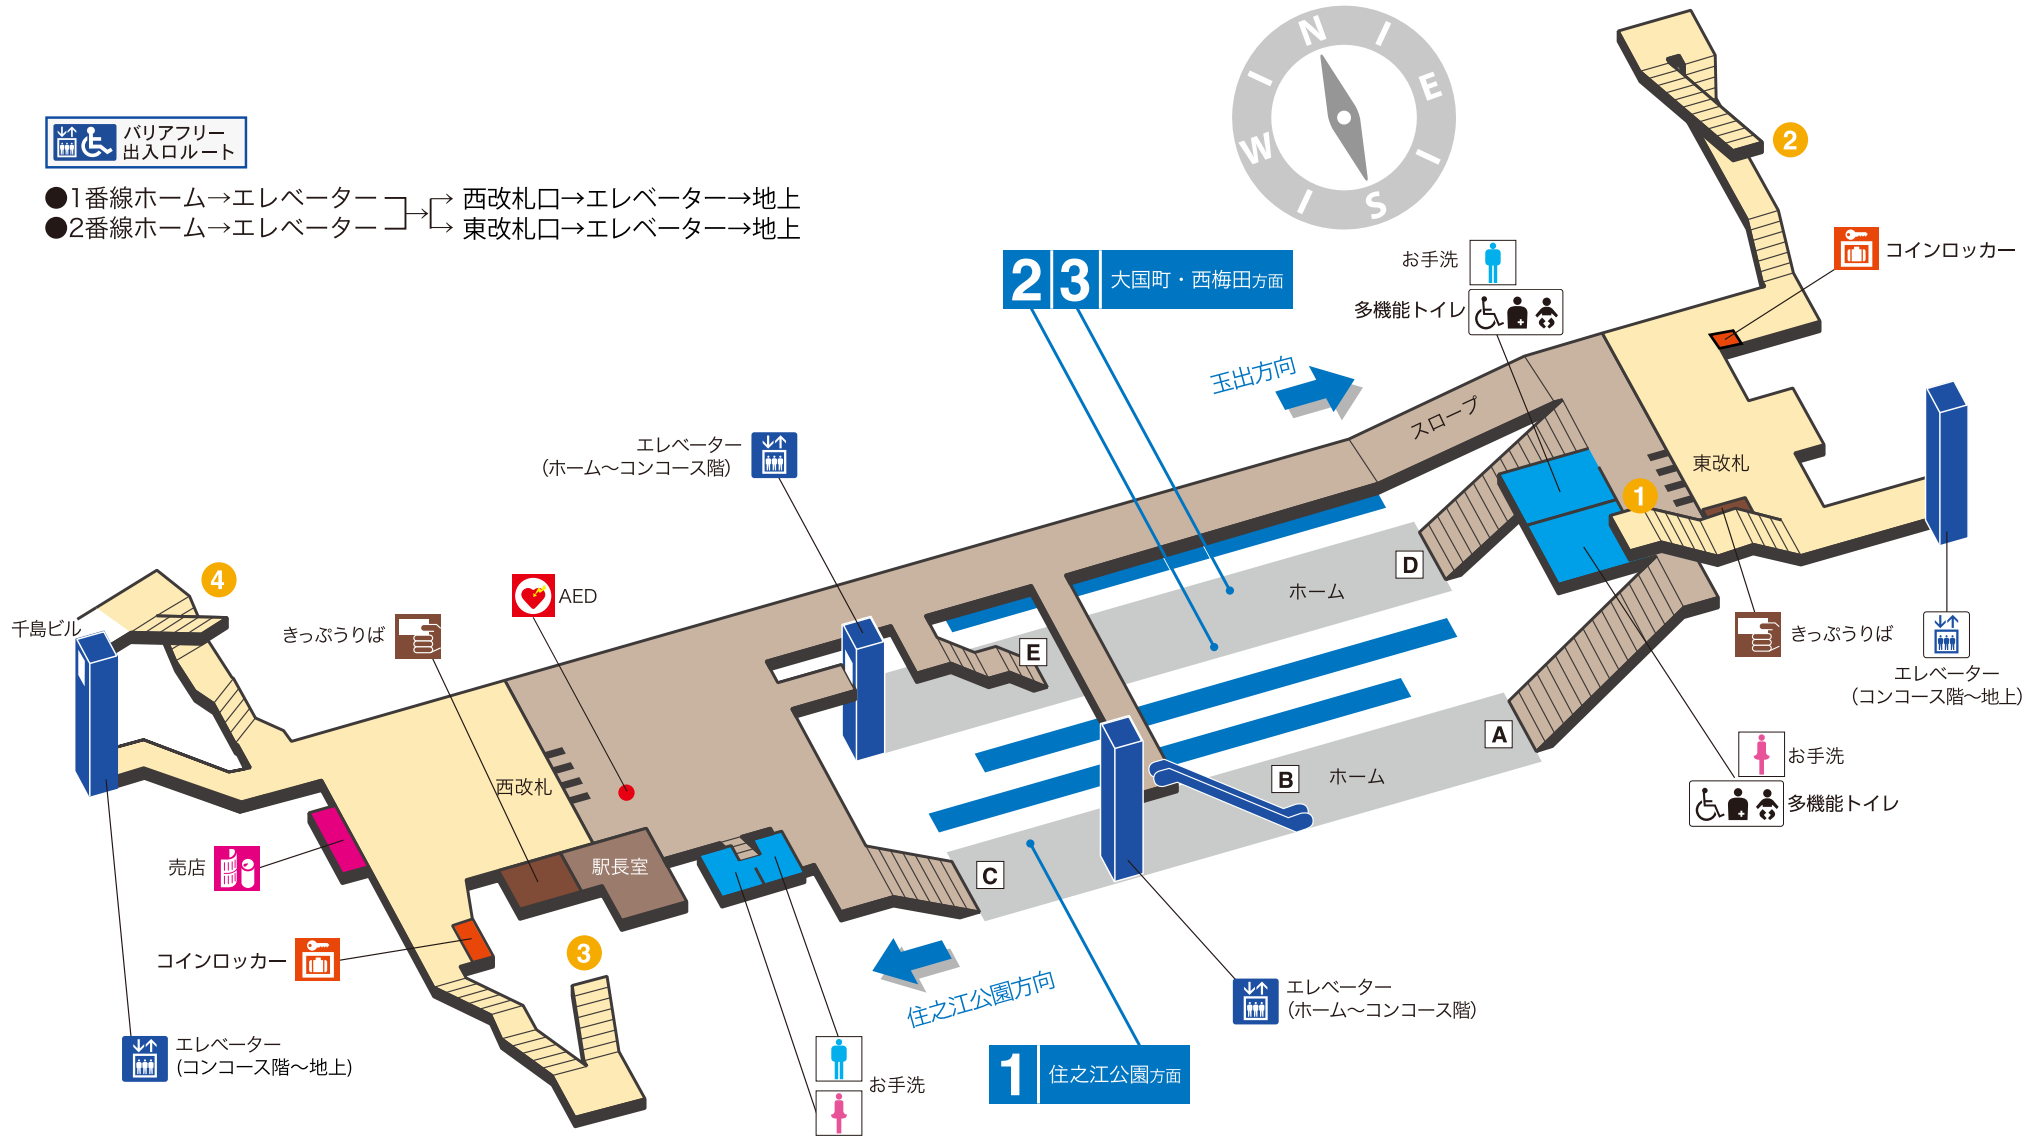 バリアフリー
出入口ルート
●1番線ホーム→エレベーター
●2番線ホーム→エレベーター
→西改札口→エレベーター→地上
→東改札口→エレベーター→地上
N
E
S
W
2
2 3 大国町・西梅田方面
お手洗
多機能トイレ
コインロッカー
玉出方向
スロープ
東改札
1
エレベーター
(ホーム〜コンコース階)
D
ホーム
4
AED
千島ビル
きっぷうりば
E
きっぷうりば
エレベーター
(コンコース階〜地上)
A
お手洗
多機能トイレ
西改札
B
ホーム
売店
駅長室
C
コインロッカー
3
住之江公園方向
エレベーター
(ホーム〜コンコース階)
エレベーター
(コンコース階〜地上)
お手洗
1 住之江公園方面